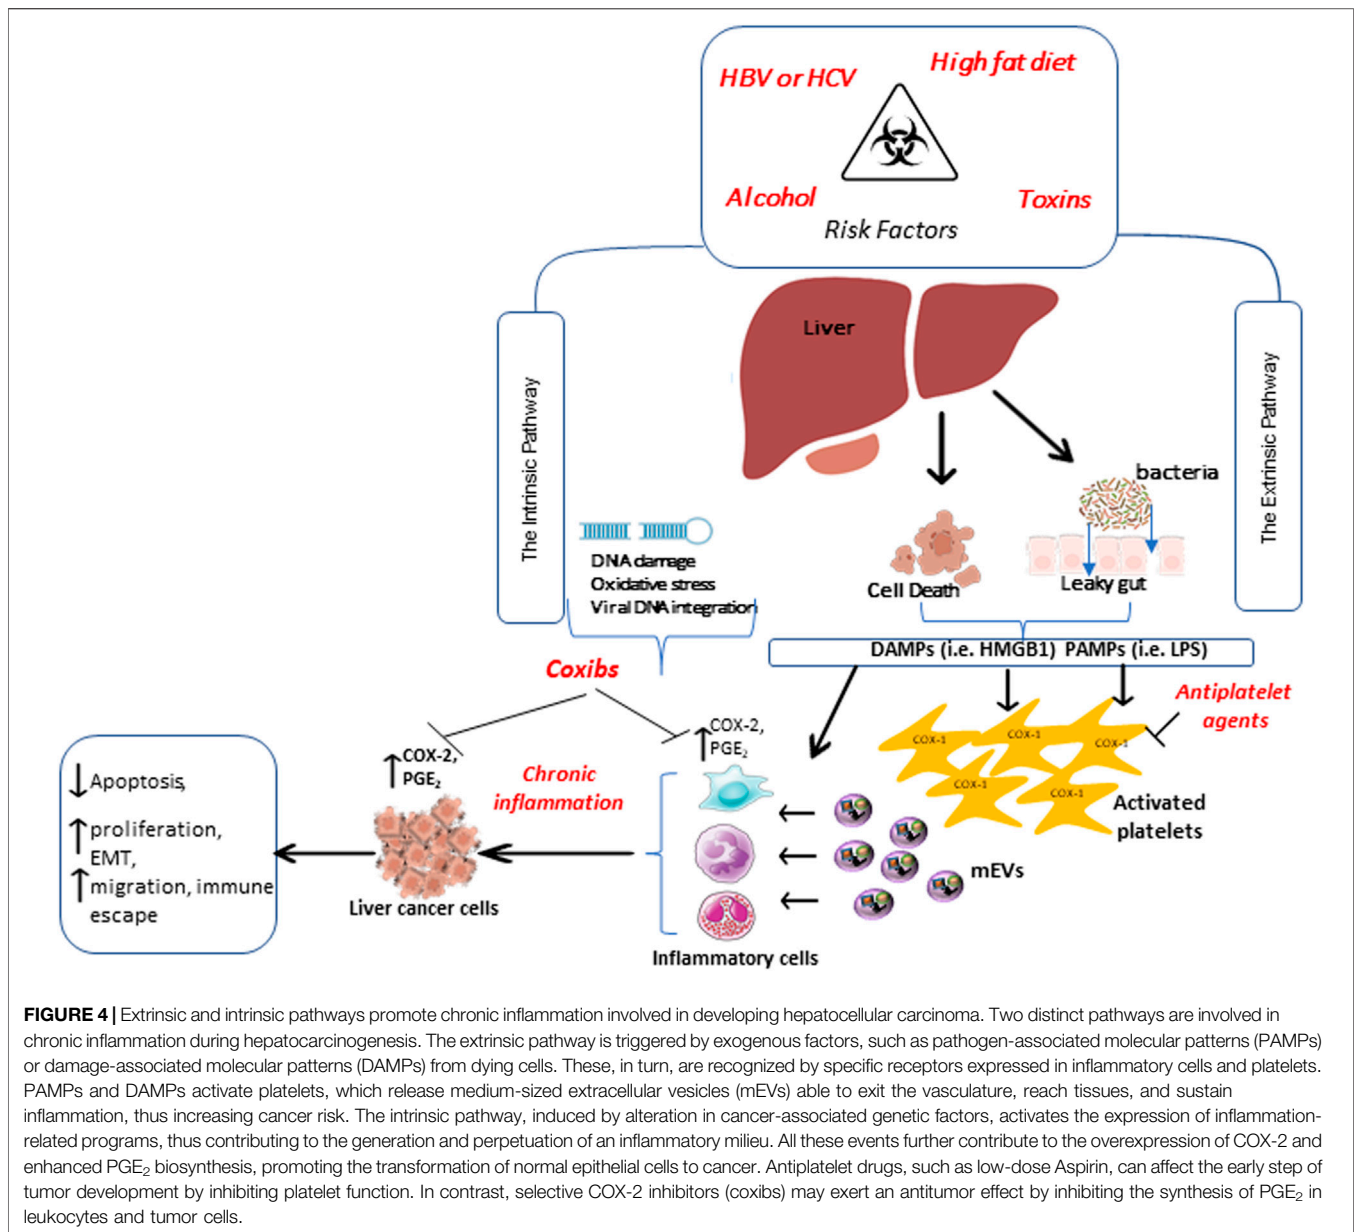 HBV or HCV
High fat diet
Alcohol
Toxins
Risk Factors
Liver
The Intrinsic Pathway
The Extrinsic Pathway
bacteria
DNA damage
Oxidative stress
Viral DNA integration
Cell Death
Leaky gut
DAMPs (i.e. HMGB1) PAMPs (i.e. LPS)
Coxibs
Antiplatelet
agents
COX-1
COX-1
COX-1
COX-1
COX-1
Activated
platelets
COX-2,
PGE₂
↑COX-2,
PGE₂
↑
Chronic
inflammation
↓Apoptosis,
↑proliferation,
EMT,
↑migration, immune
escape
Liver cancer cells
mEVs
Inflammatory cells
FIGURE 4 | Extrinsic and intrinsic pathways promote chronic inflammation involved in developing hepatocellular carcinoma. Two distinct pathways are involved in
chronic inflammation during hepatocarcinogenesis. The extrinsic pathway is triggered by exogenous factors, such as pathogen-associated molecular patterns (PAMPs)
or damage-associated molecular patterns (DAMPs) from dying cells. These, in turn, are recognized by specific receptors expressed in inflammatory cells and platelets.
PAMPs and DAMPs activate platelets, which release medium-sized extracellular vesicles (mEVs) able to exit the vasculature, reach tissues, and sustain
inflammation, thus increasing cancer risk. The intrinsic pathway, induced by alteration in cancer-associated genetic factors, activates the expression of inflammation-
related programs, thus contributing to the generation and perpetuation of an inflammatory milieu. All these events further contribute to the overexpression of COX-2 and
enhanced PGE₂ biosynthesis, promoting the transformation of normal epithelial cells to cancer. Antiplatelet drugs, such as low-dose Aspirin, can affect the early step of
tumor development by inhibiting platelet function. In contrast, selective COX-2 inhibitors (coxibs) may exert an antitumor effect by inhibiting the synthesis of PGE₂ in
leukocytes and tumor cells.